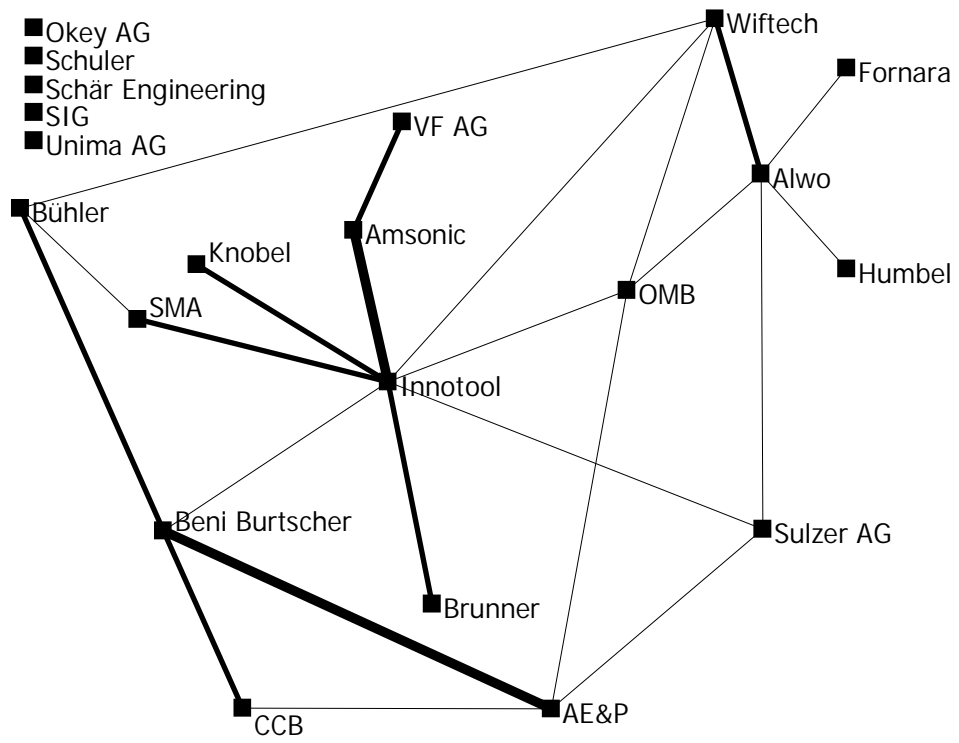 Okey AG
Schuler
Schär Engineering
SIG
Unima AG
Wiftech
Fornara
VF AG
Alwo
Bühler
Amsonic
Knobel
Humbel
OMB
SMA
Innotool
Beni Burtscher
Sulzer AG
Brunner
AE&P
CCB